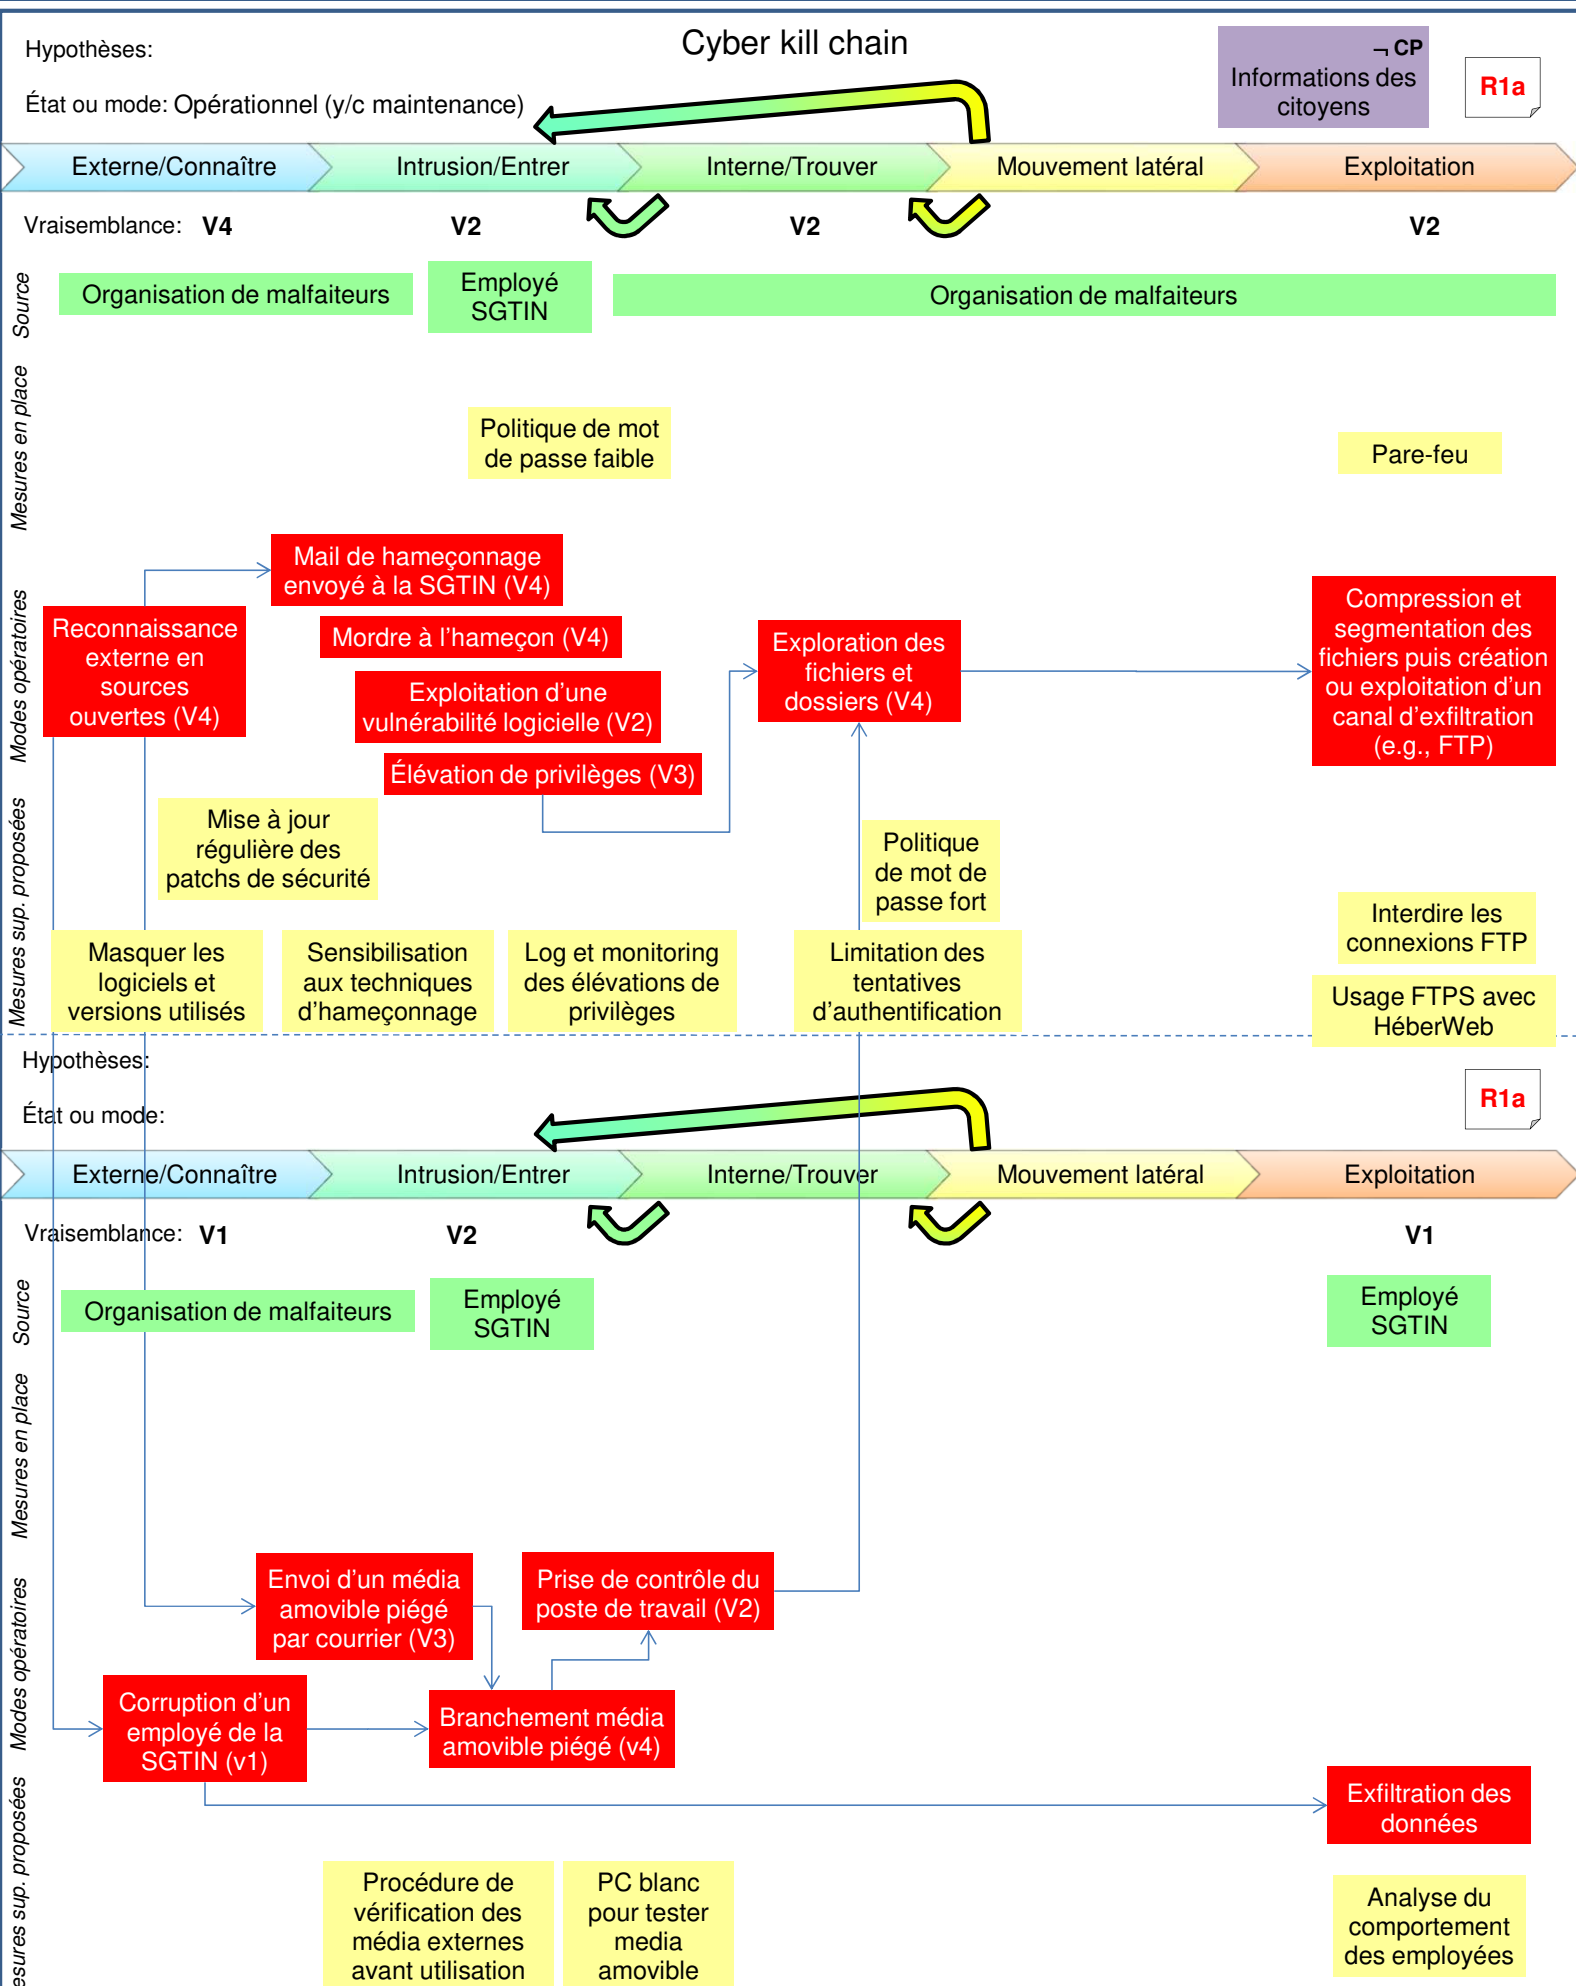 Cyber kill chain
Hypothèses:
État ou mode: Opérationnel (y/c maintenance)
¬ CP
Informations des
citoyens
R1a
Externe/Connaître
Intrusion/Entrer
Interne/Trouver
Mouvement latéral
Exploitation
Vraisemblance: V4
V2
V2
V2
Source
Organisation de malfaiteurs
Employé
SGTIN
Organisation de malfaiteurs
Mesures en place
Politique de mot
de passe faible
Pare-feu
Modes opératoires
Reconnaissance
externe en
sources
ouvertes (V4)
Mail de hameçonnage
envoyé à la SGTIN (V4)
Mordre à l’hameçon (V4)
Exploitation d’une
vulnérabilité logicielle (V2)
Élévation de privilèges (V3)
Exploration des
fichiers et
dossiers (V4)
Compression et
segmentation des
fichiers puis création
ou exploitation d’un
canal d’exfiltration
(e.g., FTP)
Mesures sup. proposées
Mise à jour
régulière des
patchs de sécurité
Masquer les
logiciels et
versions utilisés
Sensibilisation
aux techniques
d’hameçonnage
Log et monitoring
des élévations de
privilèges
Politique
de mot de
passe fort
Limitation des
tentatives
d’authentification
Interdire les
connexions FTP
Usage FTPS avec
HéberWeb
Hypothèses:
État ou mode:
R1a
Externe/Connaître
Intrusion/Entrer
Interne/Trouver
Mouvement latéral
Exploitation
Vraisemblance: V1
V2
V1
Source
Organisation de malfaiteurs
Employé
SGTIN
Employé
SGTIN
Mesures en place
Modes opératoires
Envoi d’un média
amovible piégé
par courrier (V3)
Prise de contrôle du
poste de travail (V2)
Corruption d’un
employé de la
SGTIN (v1)
Branchement média
amovible piégé (v4)
Exfiltration des
données
esures sup. proposées
Procédure de
vérification des
média externes
avant utilisation
PC blanc
pour tester
media
amovible
Analyse du
comportement
des employées